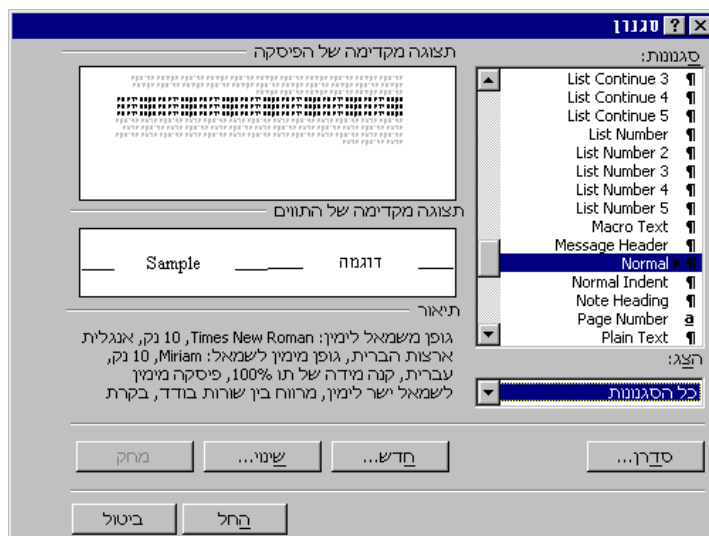 סגנון
סגנונות:
List Continue 3
List Continue 4
List Continue 5
List Number
List Number 2
List Number 3
List Number 4
List Number 5
Macro Text
Message Header
Normal
Normal Indent
Note Heading
Page Number
Plain Text
הצג:
כל הסגנונות
תצוגה מקדימה של הפיסקה
תצוגה מקדימה של התווים
דוגמה Sample
תיאור
גופן משמאל לימין: Times New Roman, 10 נק, אנגלית
ארצות הברית, גופן מימין לשמאל: Miriam, 10 נק,
עברית, קנה מידה של תו 100%, פיסקה מימין
לשמאל ישר לימין, מרווח בין שורות בודד, בקרת
סדרן... חדש... שינוי... מחק
החל ביטול